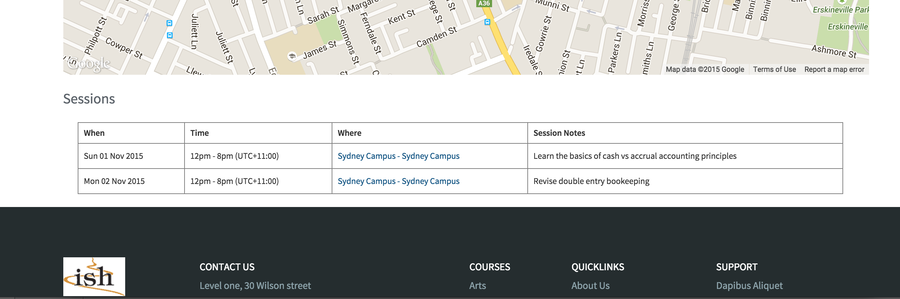 Philpott St
Cowper St
Juliett Ln
Juliett St
Llew
Sarah St
James St
Simmons St
Ferndale St
Margar
Kent St
Camden St
A36
Munni St
Gowrie St
Iredale St
Parkers Ln
Smiths Ln
George
Erskineville Park
Erskineville
Ashmore St
Google
Map data ©2015 Google Terms of Use Report a map error
Sessions
When Time Where Session Notes
Sun 01 Nov 2015 12pm - 8pm (UTC+11:00) Sydney Campus - Sydney Campus Learn the basics of cash vs accrual accounting principles
Mon 02 Nov 2015 12pm - 8pm (UTC+11:00) Sydney Campus - Sydney Campus Revise double entry bookeeping
ish
CONTACT US COURSES QUICKLINKS SUPPORT
Level one, 30 Wilson street Arts About Us Dapibus Aliquet